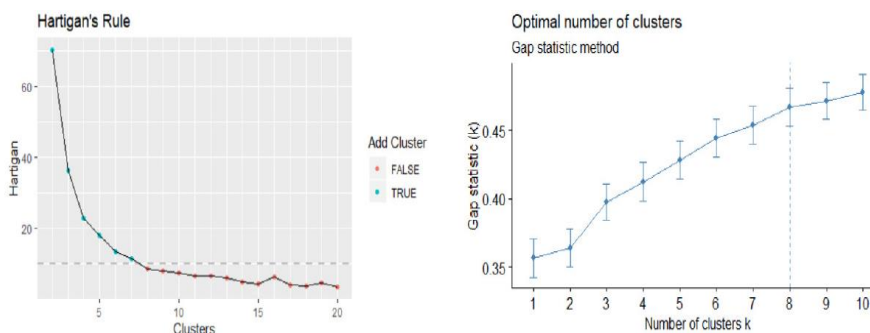 Hartigan's Rule
Hartigan
60
40
20
5
10
15
20
Clusters
Add Cluster
FALSE
TRUE
Optimal number of clusters
Gap statistic method
Gap statistic (k)
0.45
0.40
0.35
1 2 3 4 5 6 7 8 9 10
Number of clusters k